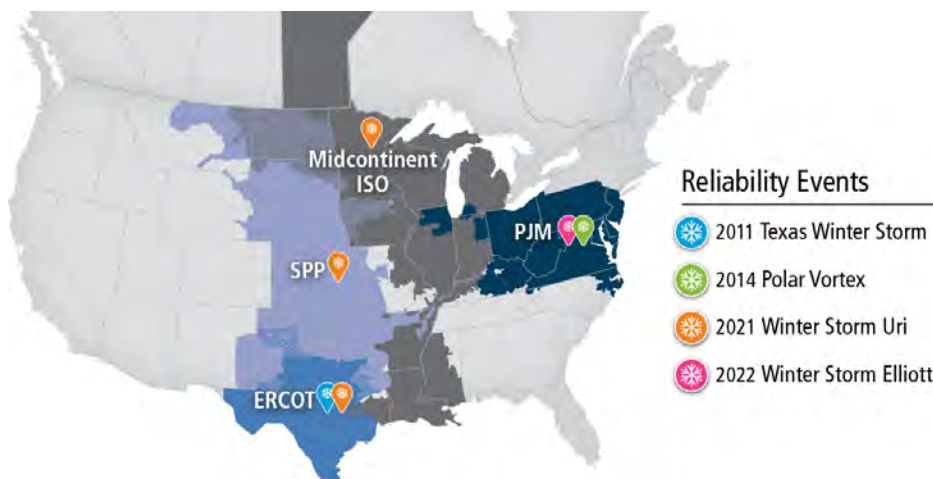 Midcontinent
ISO
SPP
PJM
ERCOT
Reliability Events
2011 Texas Winter Storm
2014 Polar Vortex
2021 Winter Storm Uri
2022 Winter Storm Elliott